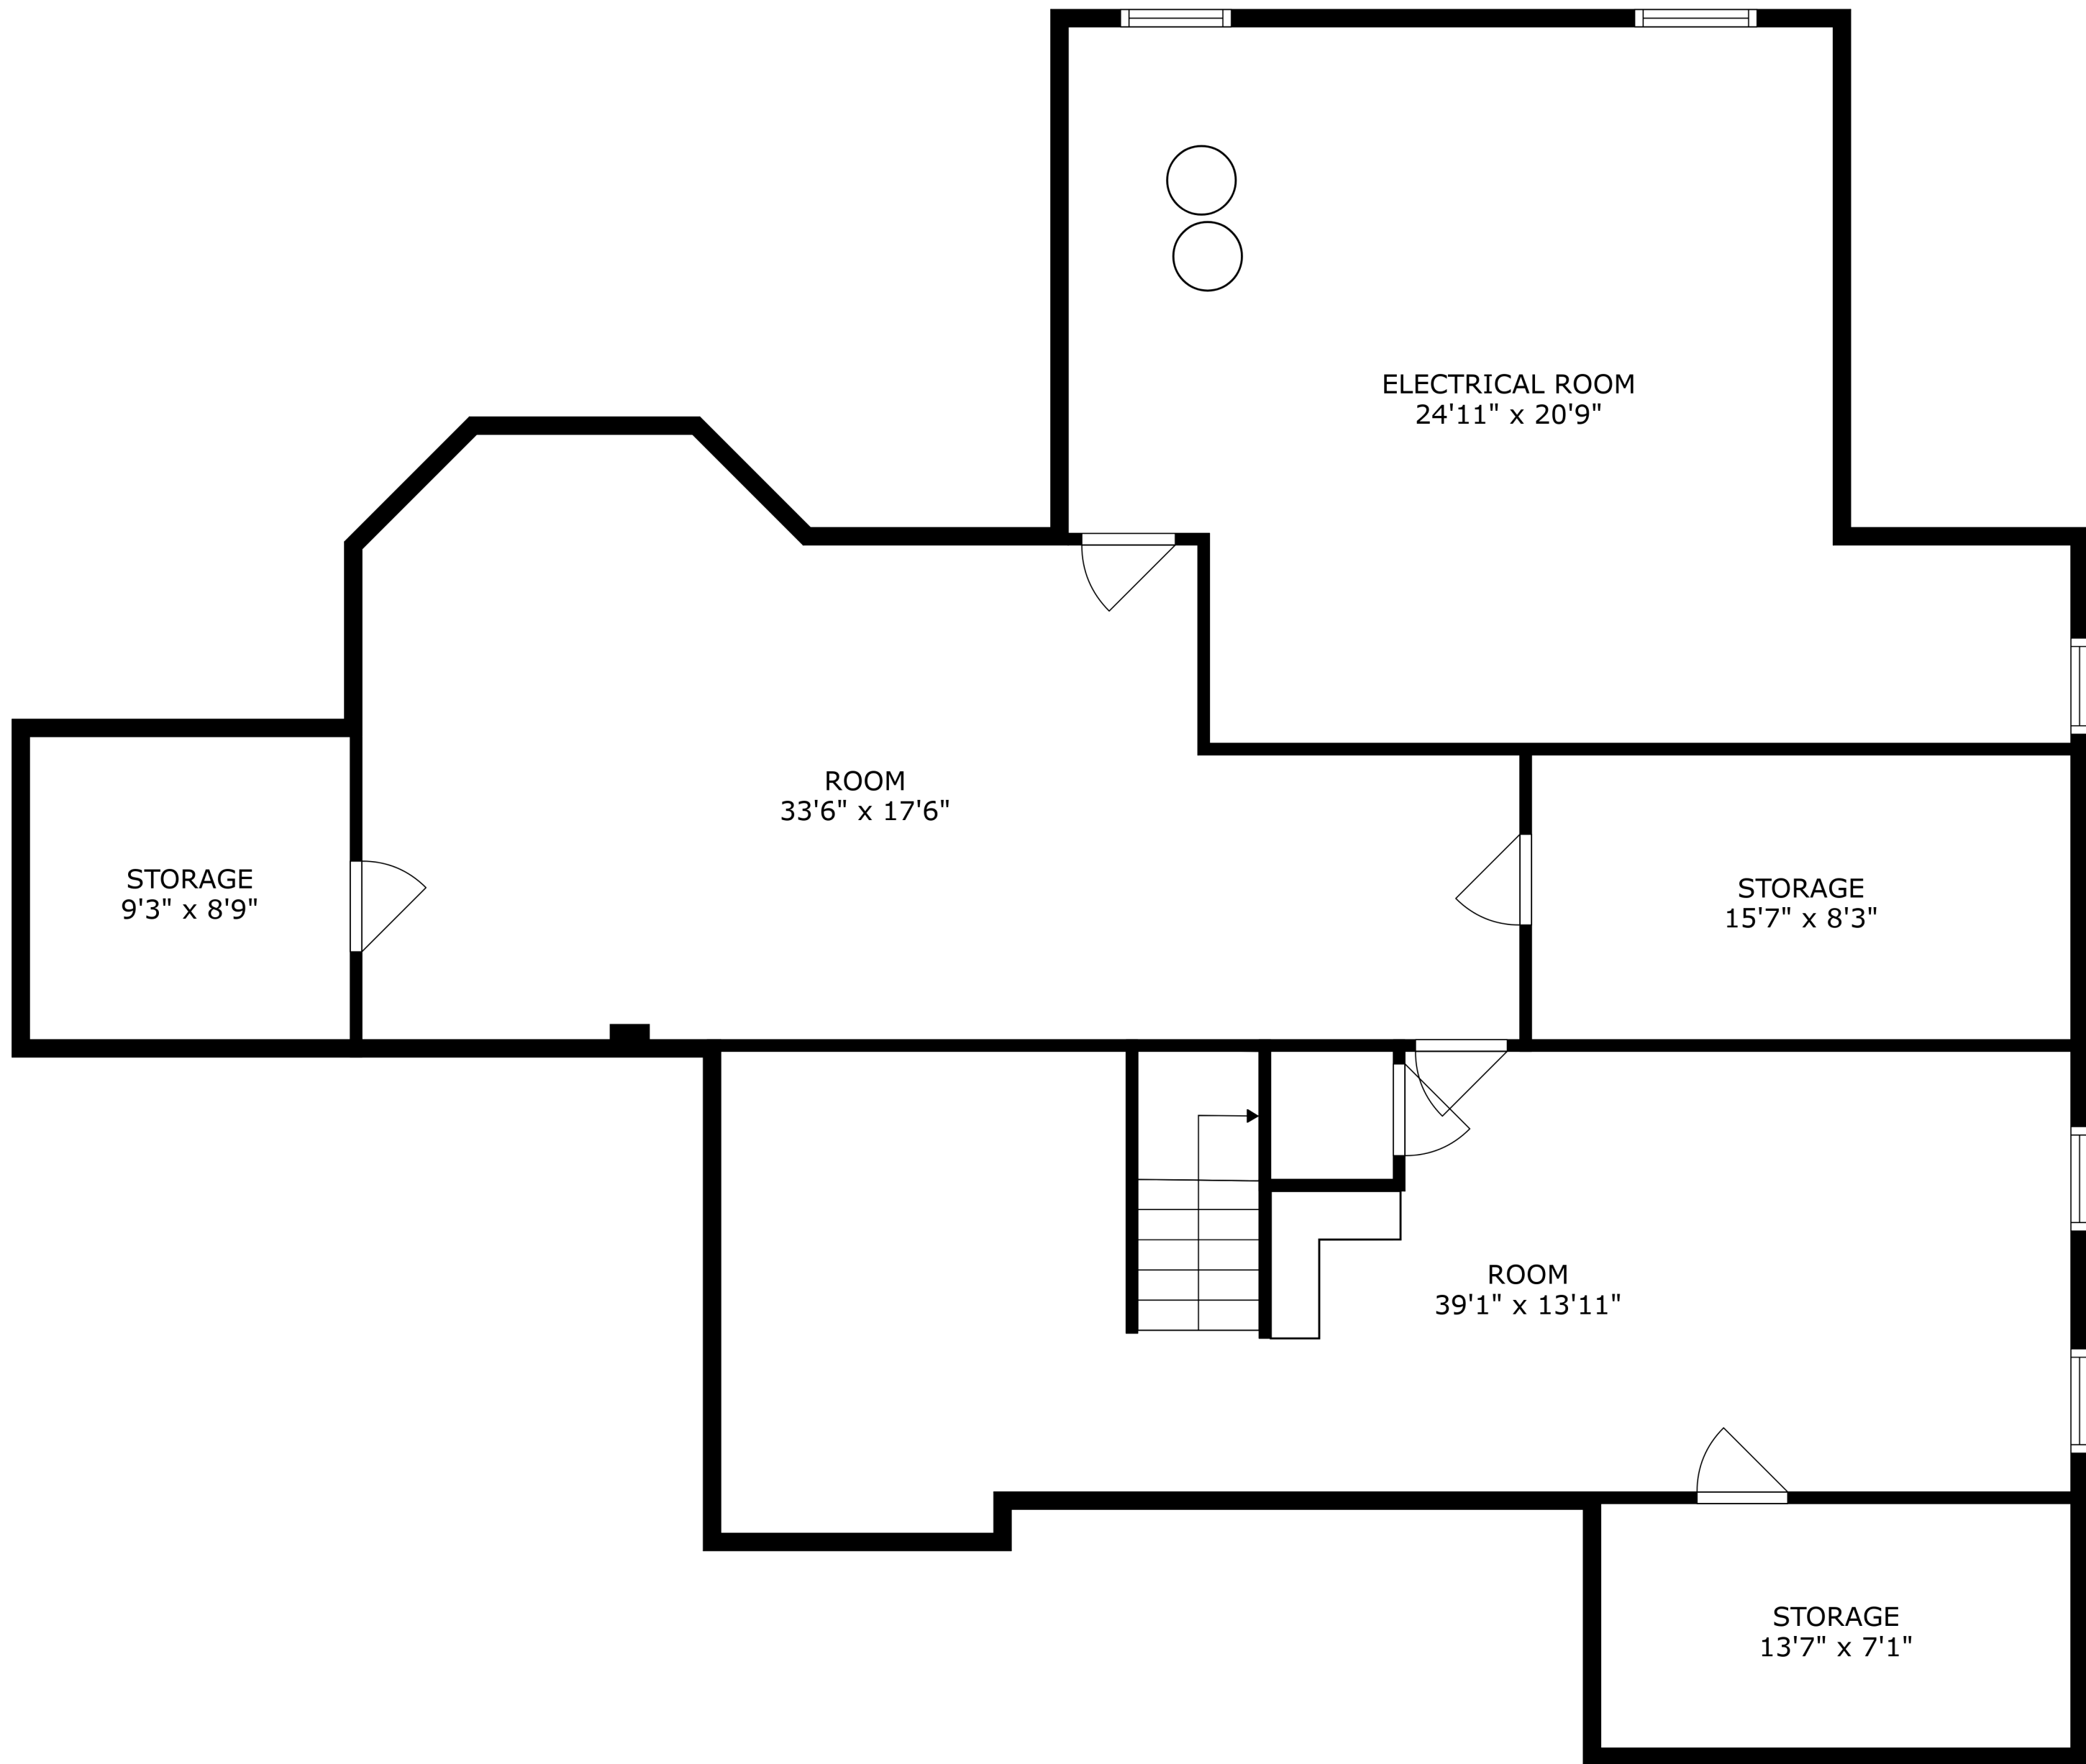 ELECTRICAL ROOM
24'11" x 20'9"
ROOM
33'6" x 17'6"
STORAGE
9'3" x 8'9"
STORAGE
15'7" x 8'3"
ROOM
39'1" x 13'11"
STORAGE
13'7" x 7'1"